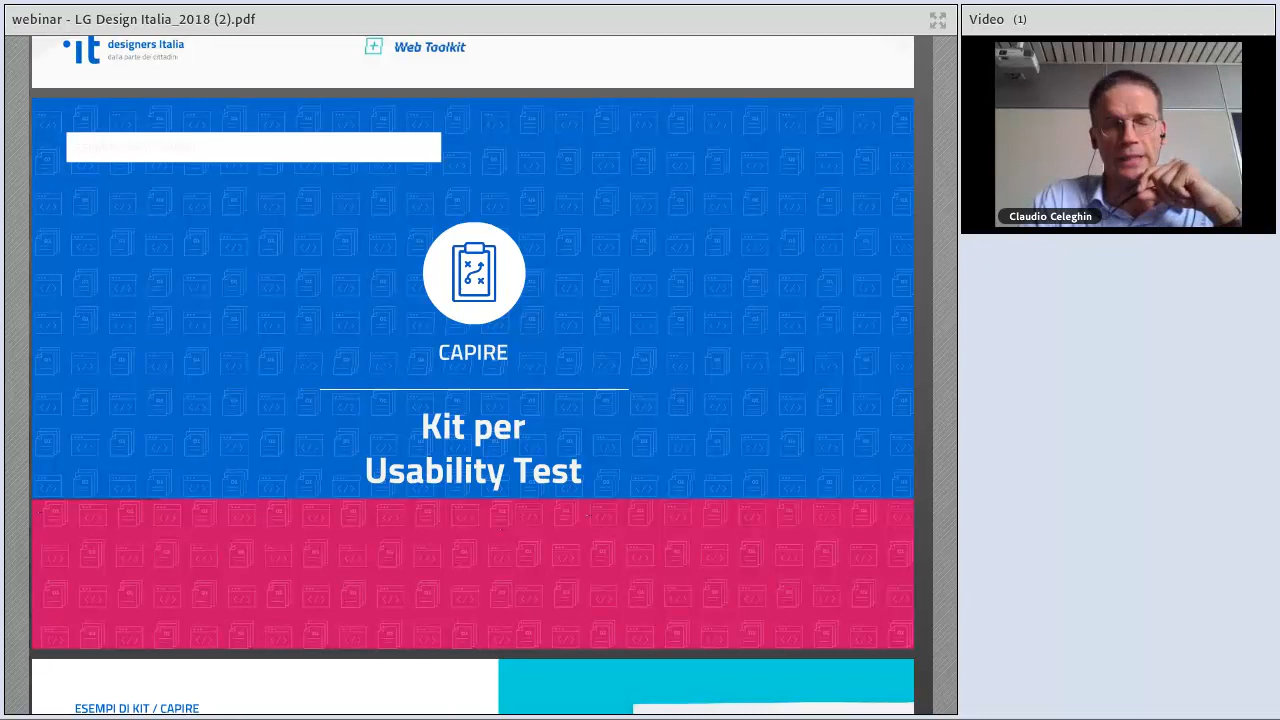 webinar - LG Design Italia_2018 (2).pdf
Video (1)
designers Italia
dalla parte dei cittadini
Web Toolkit
Claudio Celeghin
CAPIRE
Kit per
Usability Test
ESEMPI DI KIT / CAPIRE